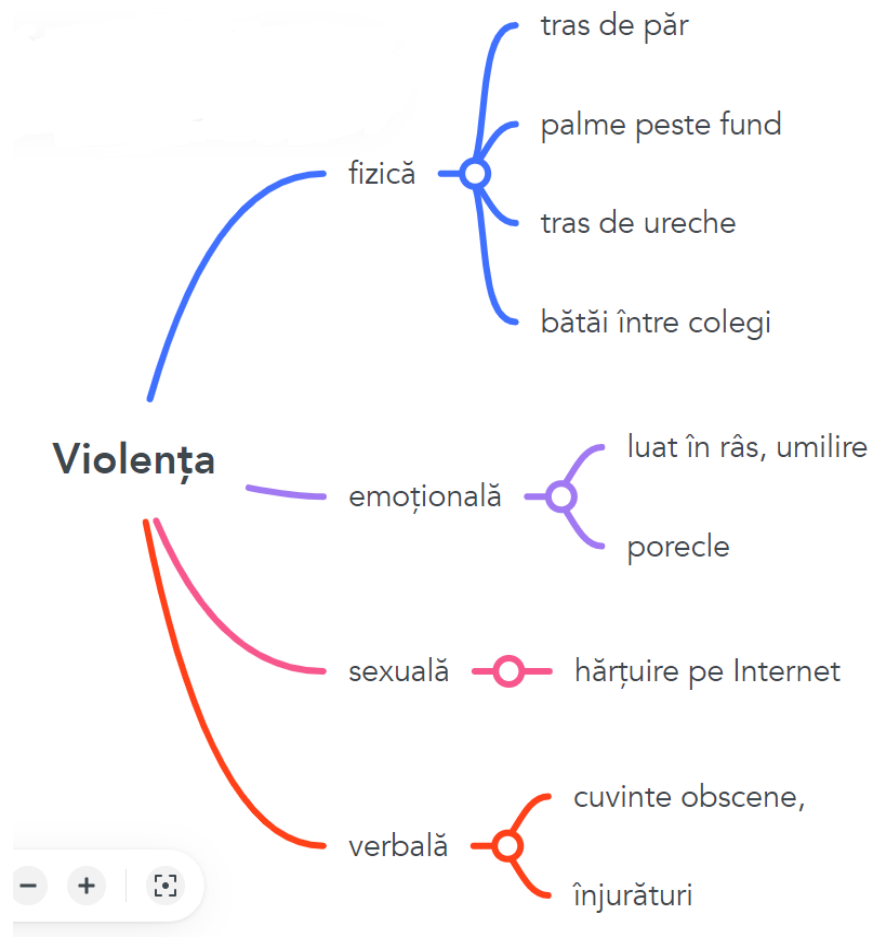 Violența
fizică
tras de păr
palme peste fund
tras de ureche
bătăi între colegi
emoțională
luat în râs, umilire
porecle
sexuală
hărțuire pe Internet
verbală
cuvinte obscene,
înjurături